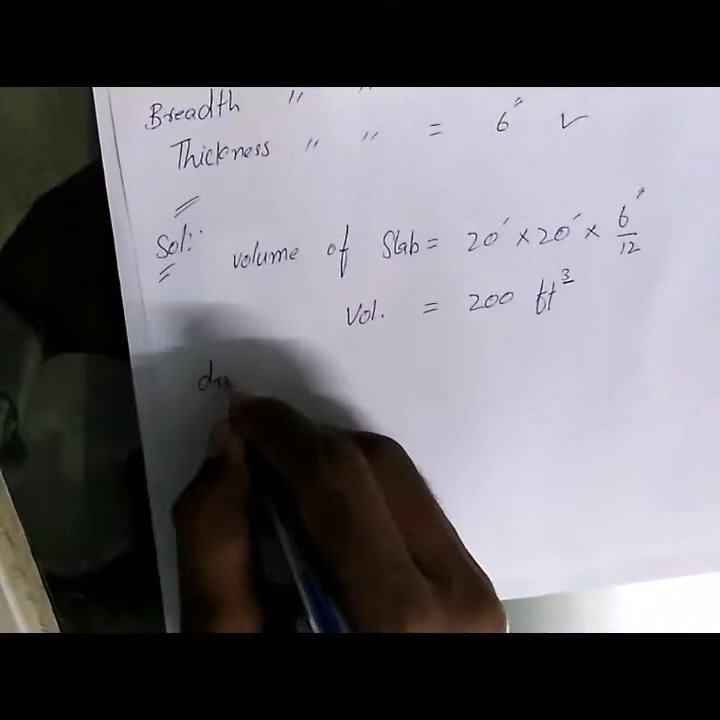 Breadth " "
Thickness " " = 6" ✓
Sol:- volume of Slab = 20' × 20' × 6"/12
Vol. = 200 ft³